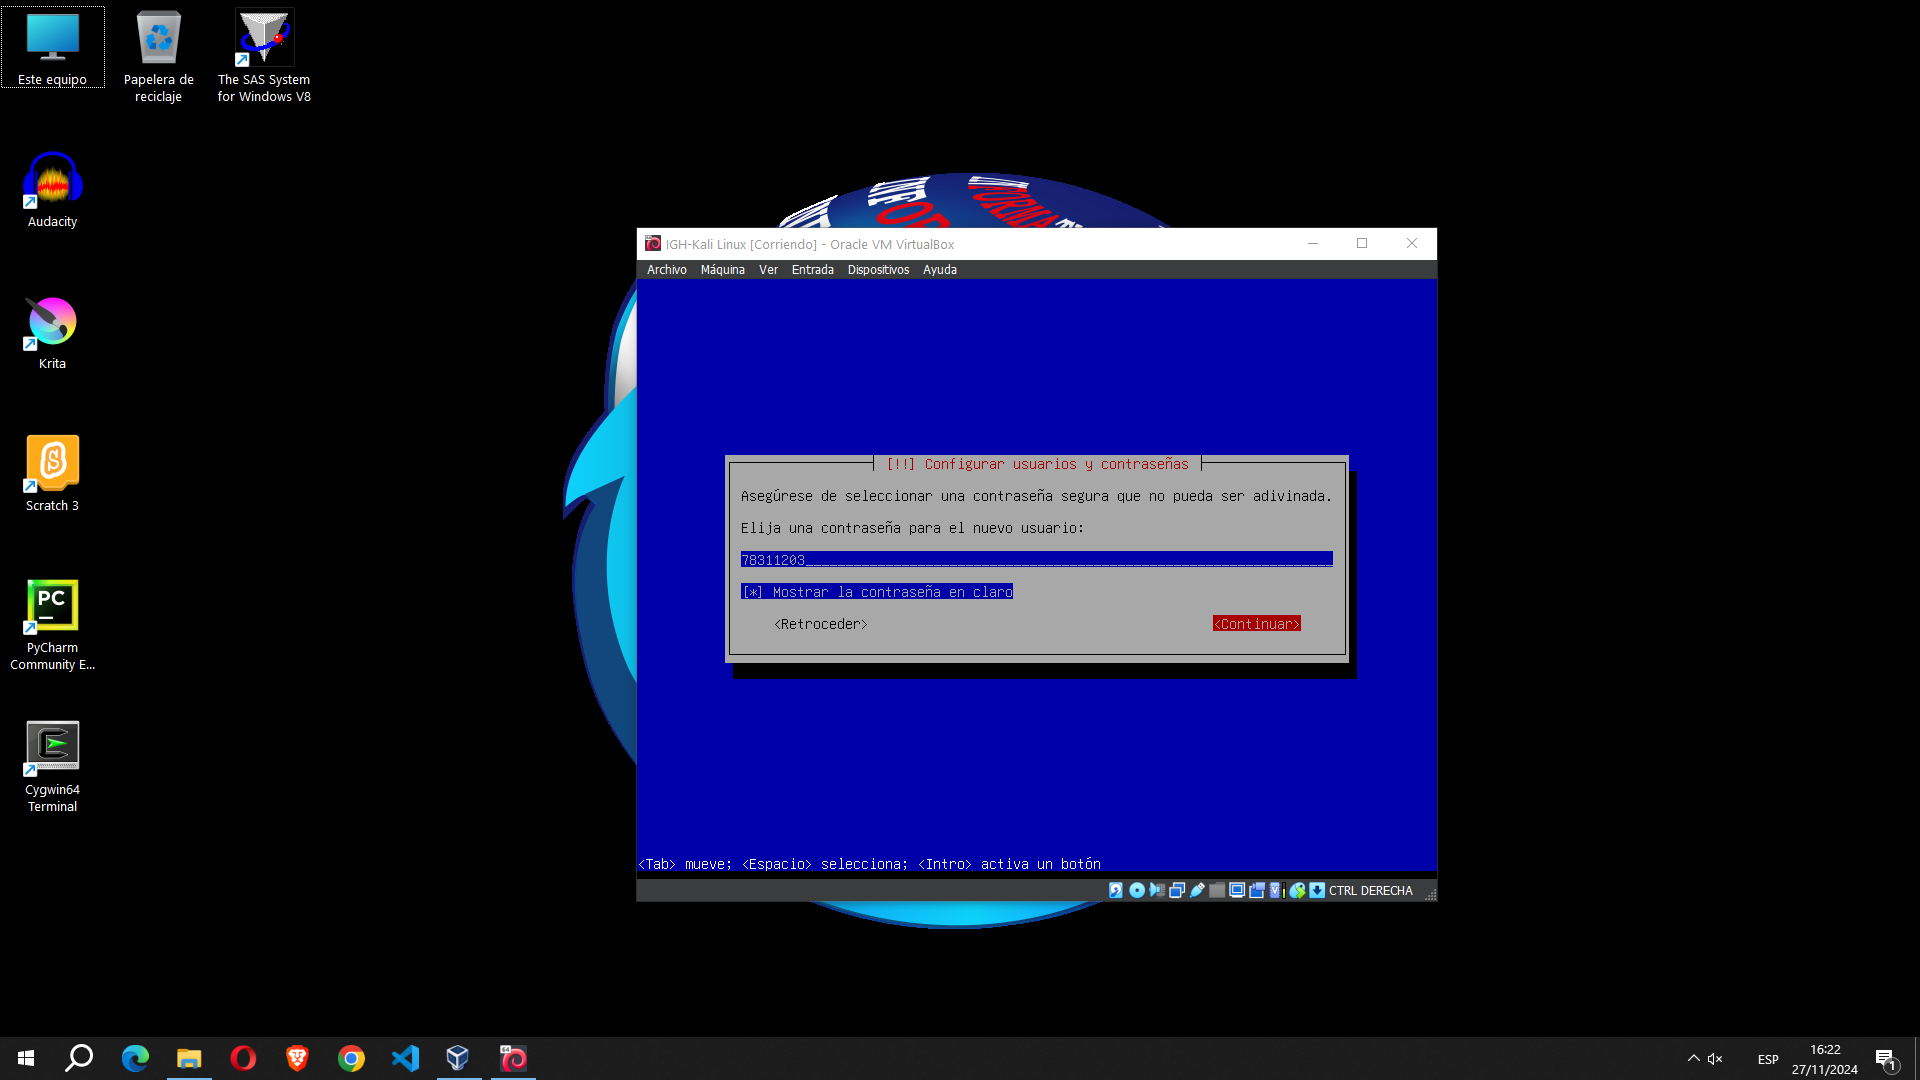 Este equipo
Papelera de
reciclaje
The SAS System
for Windows V8
Audacity
Krita
Scratch 3
PC
PyCharm
Community E...
Cygwin64
Terminal
IGH-Kali Linux [Corriendo] - Oracle VM VirtualBox
Archivo Máquina Ver Entrada Dispositivos Ayuda
[!!] Configurar usuarios y contraseñas
Asegúrese de seleccionar una contraseña segura que no pueda ser adivinada.
Elija una contraseña para el nuevo usuario:
78311203
[*] Mostrar la contraseña en claro
<Retroceder> <Continuar>
<Tab> mueve; <Espacio> selecciona; <Intro> activa un botón
CTRL DERECHA
ESP
16:22
27/11/2024
1